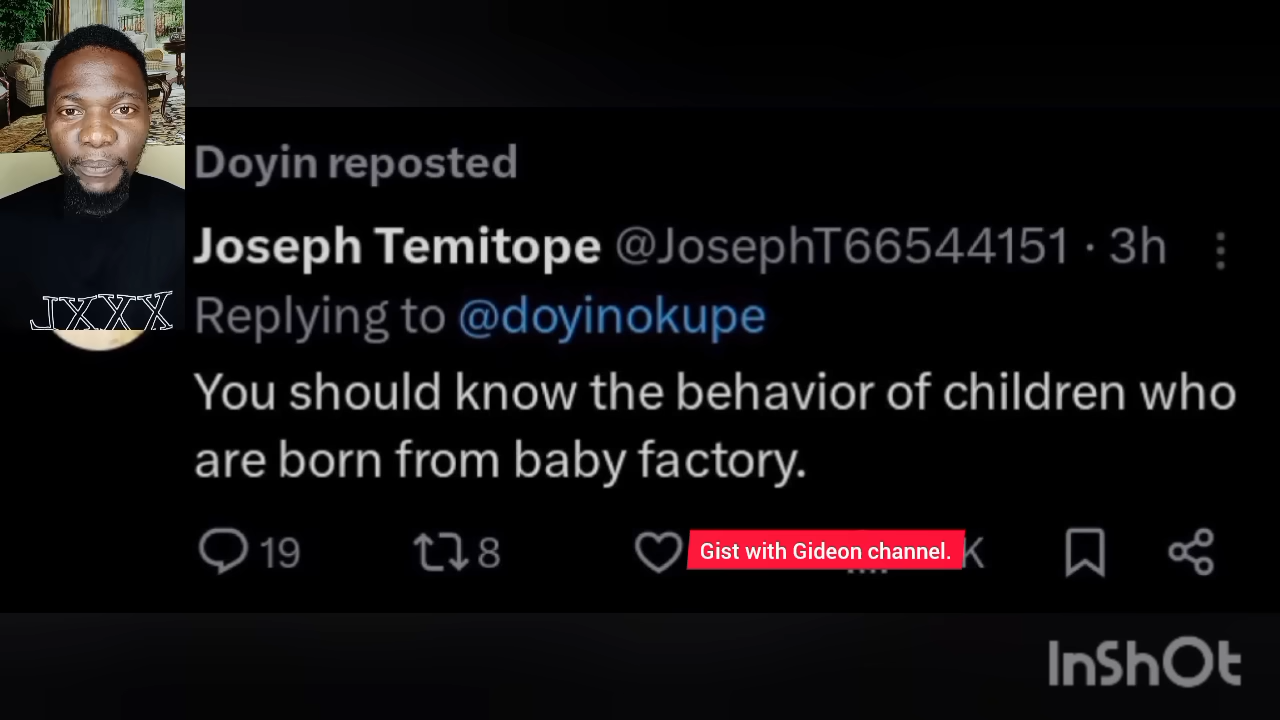 Doyin reposted
Joseph Temitope @JosephT66544151 · 3h
Replying to @doyinokupe
You should know the behavior of children who
are born from baby factory.
19 8 Gist with Gideon channel. K
JXXX
InShOt